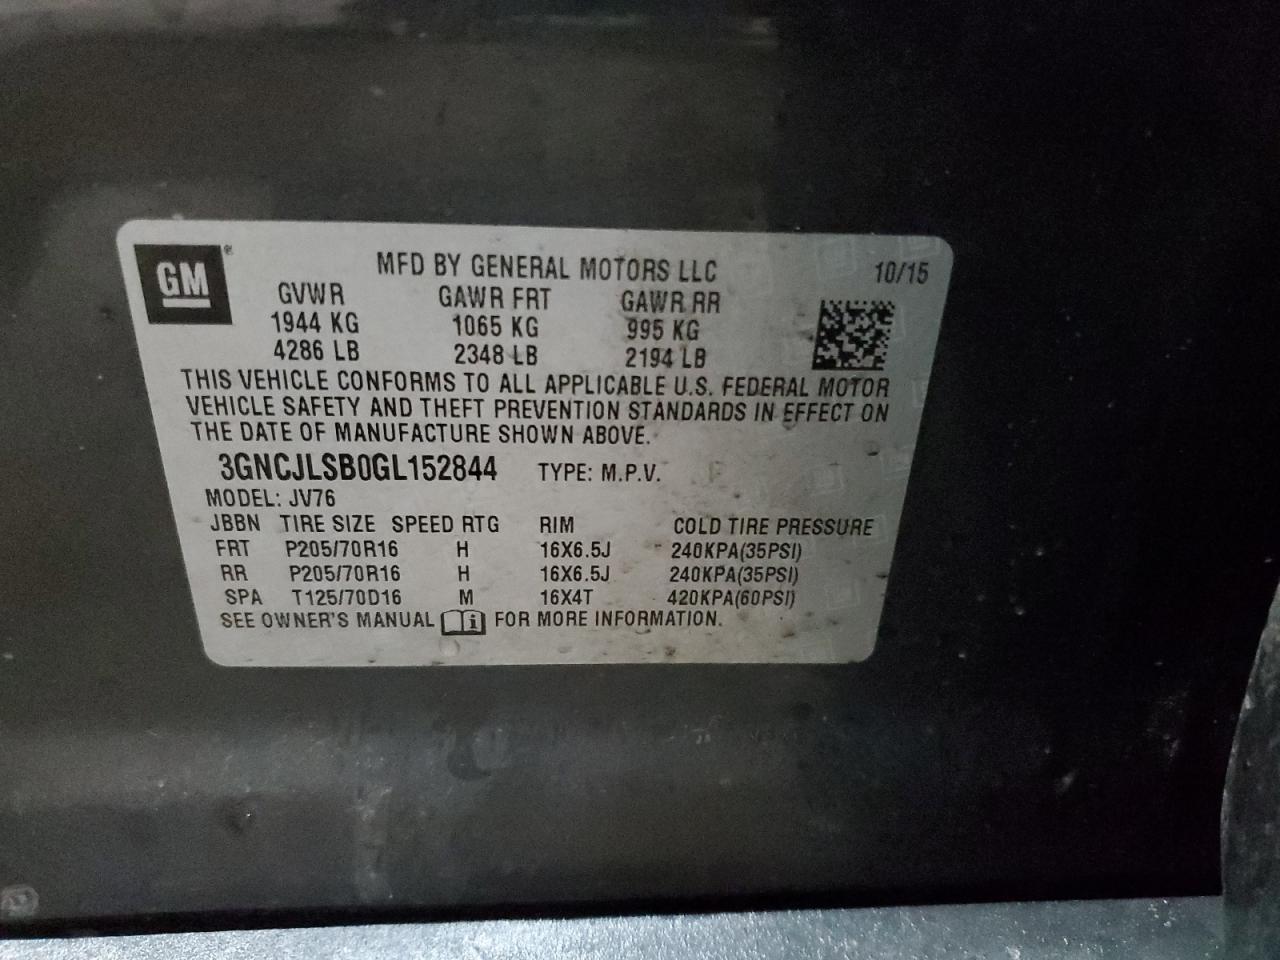 GM ®
MFD BY GENERAL MOTORS LLC 10/15
GVWR GAWR FRT GAWR RR
1944 KG 1065 KG 995 KG
4286 LB 2348 LB 2194 LB
THIS VEHICLE CONFORMS TO ALL APPLICABLE U.S. FEDERAL MOTOR
VEHICLE SAFETY AND THEFT PREVENTION STANDARDS IN EFFECT ON
THE DATE OF MANUFACTURE SHOWN ABOVE.
3GNCJLSB0GL152844 TYPE: M.P.V.
MODEL: JV76
JBBN TIRE SIZE SPEED RTG RIM COLD TIRE PRESSURE
FRT P205/70R16 H 16X6.5J 240KPA(35PSI)
RR P205/70R16 H 16X6.5J 240KPA(35PSI)
SPA T125/70D16 M 16X4T 420KPA(60PSI)
SEE OWNER'S MANUAL i FOR MORE INFORMATION.